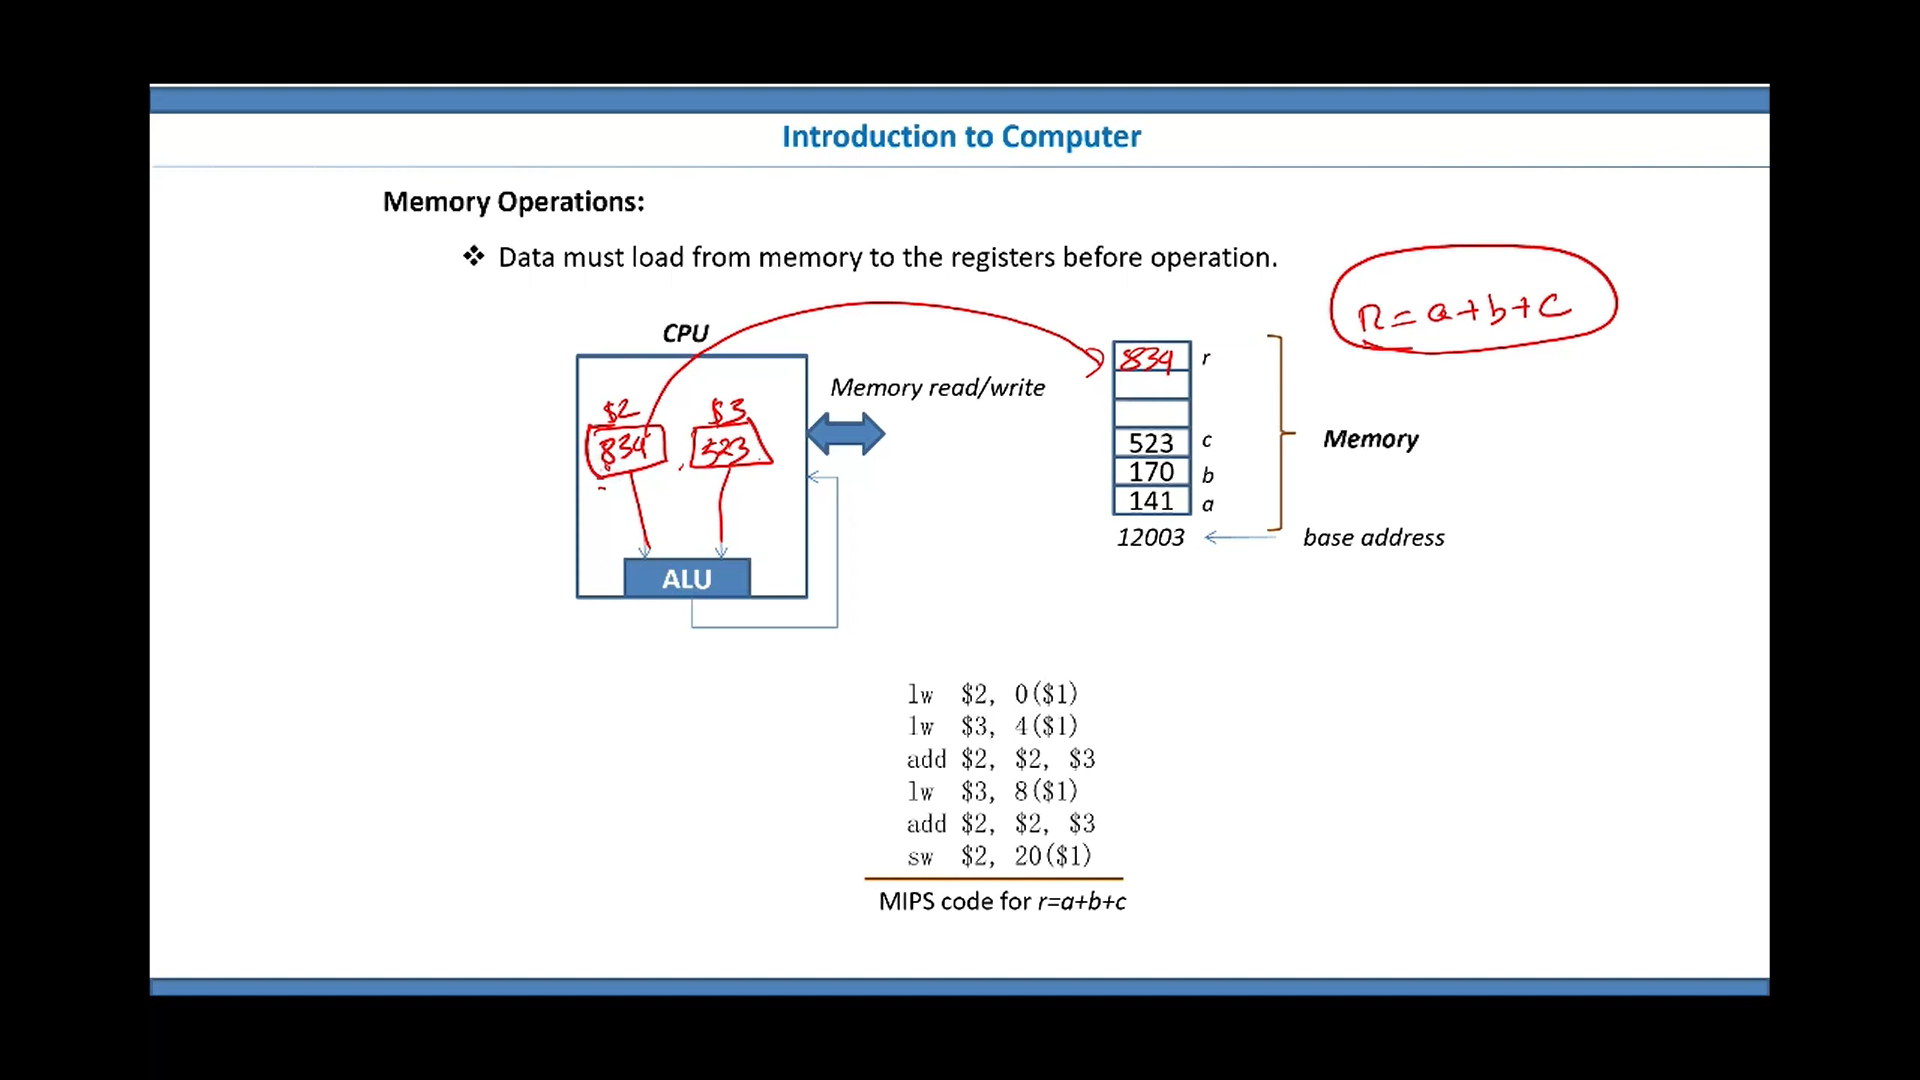 Introduction to Computer
Memory Operations:
❖ Data must load from memory to the registers before operation.
R=a+b+c
CPU
Memory read/write
$2
$3
834
523
ALU
834 r
523 c
170 b
141 a
12003
Memory
base address
lw $2, 0($1)
lw $3, 4($1)
add $2, $2, $3
lw $3, 8($1)
add $2, $2, $3
sw $2, 20($1)
MIPS code for r=a+b+c